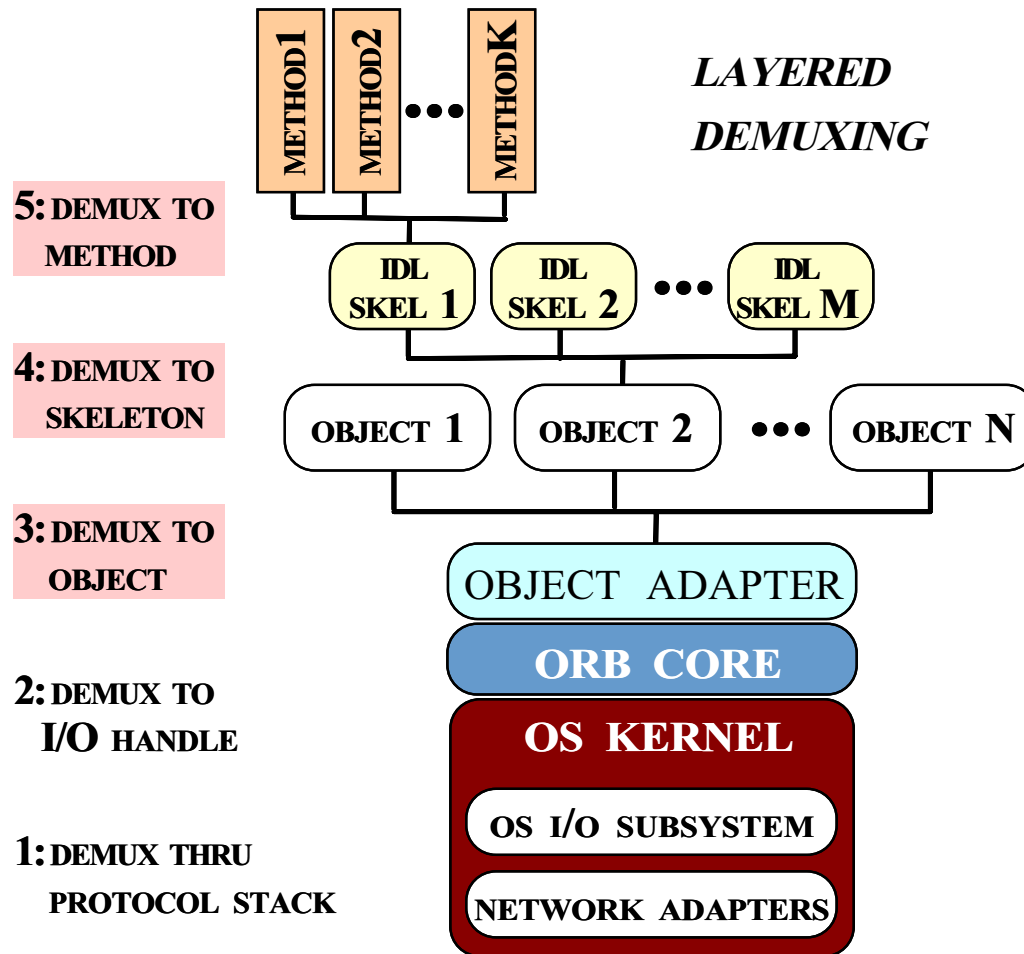 METHOD1
METHOD2
METHODK
LAYERED
DEMUXING
5: DEMUX TO
METHOD
IDL
SKEL 1
IDL
SKEL 2
IDL
SKEL M
4: DEMUX TO
SKELETON
OBJECT 1
OBJECT 2
OBJECT N
3: DEMUX TO
OBJECT
OBJECT ADAPTER
ORB CORE
2: DEMUX TO
I/O HANDLE
OS KERNEL
OS I/O SUBSYSTEM
1: DEMUX THRU
PROTOCOL STACK
NETWORK ADAPTERS